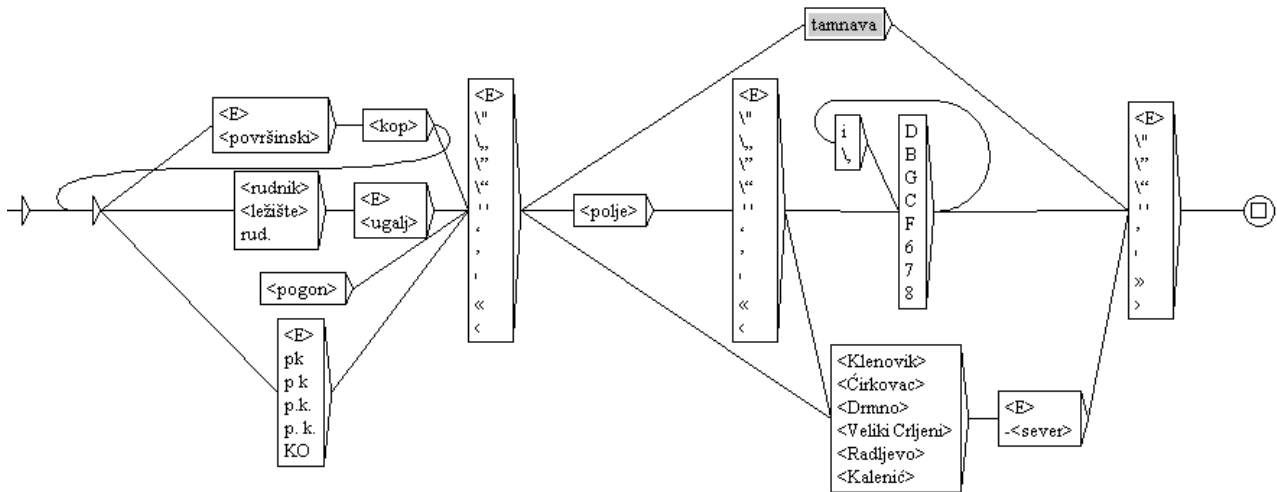 <E>
<površinski>
<kop>
<rudnik>
<ležište>
rud.
<E>
<ugalj>
<pogon>
<E>
pk
p k
p.k.
p. k.
KO
<E>
\"
\„
\”
\“
''
‘
’
'
«
‹
tamnava
<polje>
<E>
\"
\„
\”
\“
''
‘
’
'
«
‹
i
\,
D
B
G
C
F
6
7
8
<Klenovik>
<Ćirkovac>
<Drmno>
<Veliki Crljeni>
<Radljevo>
<Kalenić>
<E>
-<sever>
<E>
\"
\”
\“
''
‘
’
'
»
›